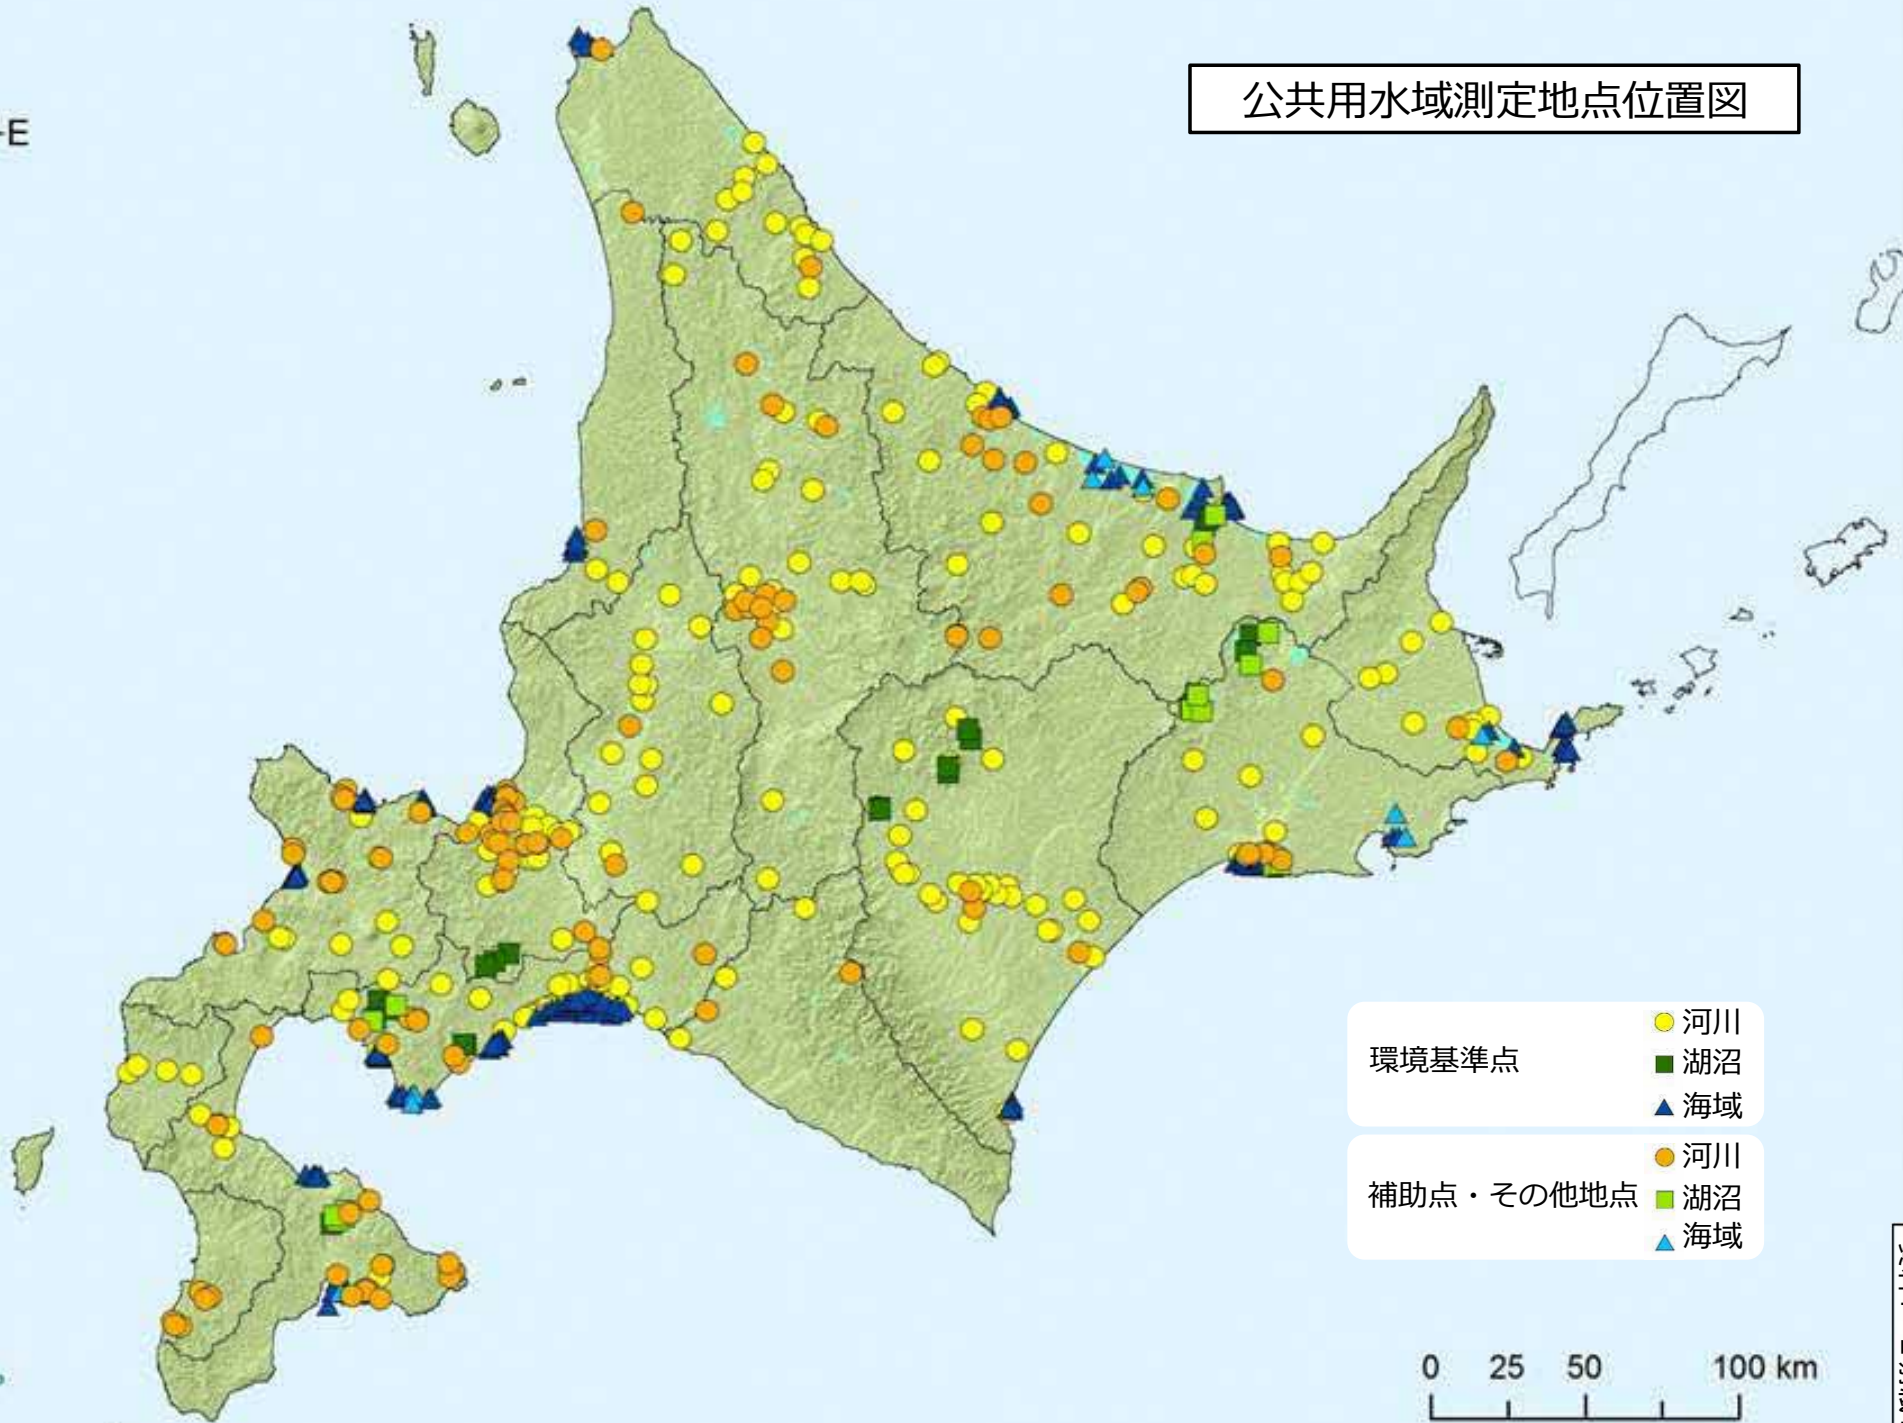 E
公共用水域測定地点位置図
環境基準点
河川
湖沼
海域
補助点・その他地点
河川
湖沼
海域
0 25 50 100 km